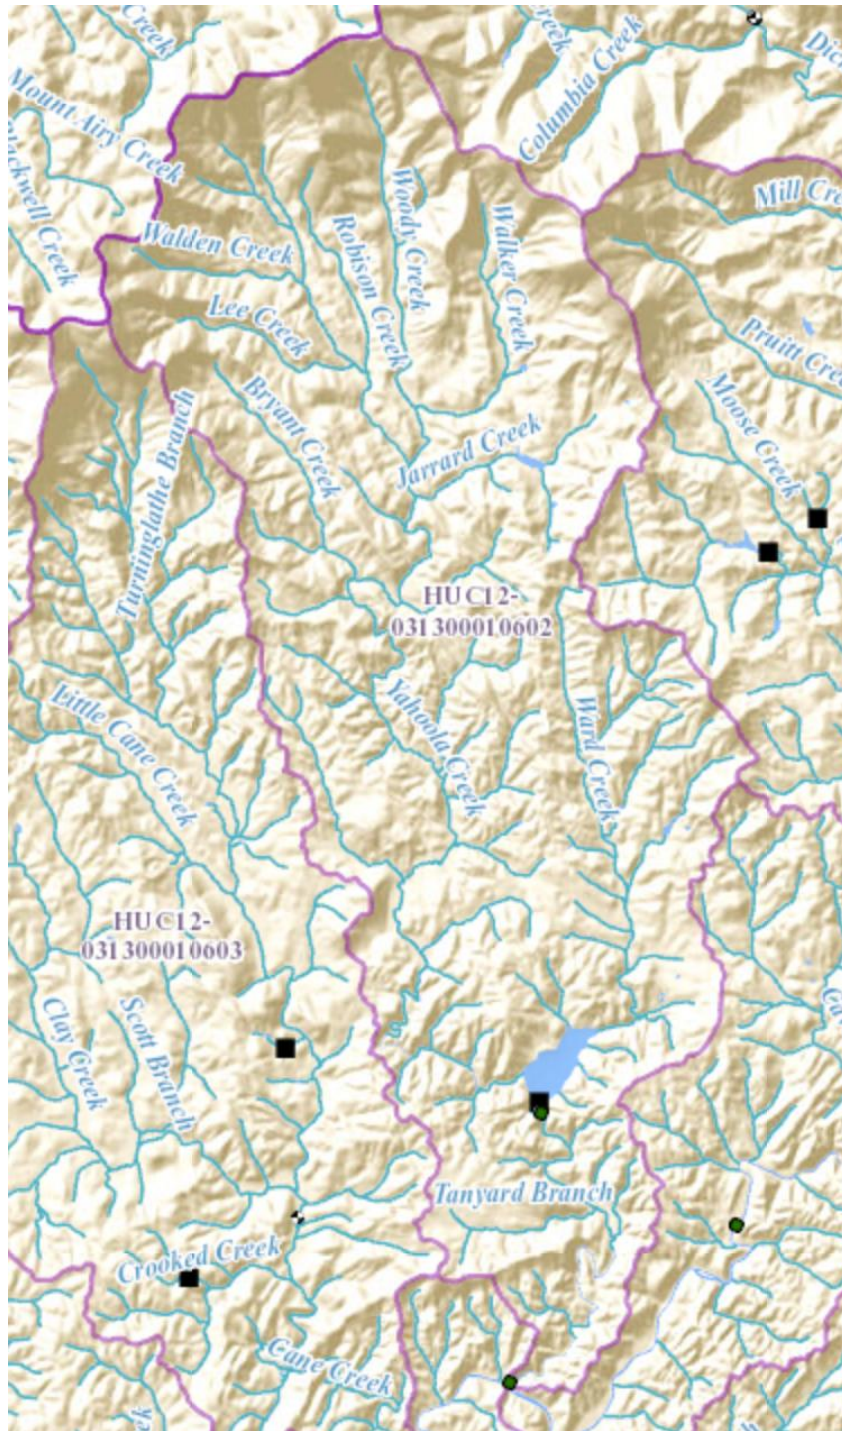 Creek
Creek
Columbia Creek
Mount Airy Creek
Mill
Woody Creek
Walker Creek
Robison Creek
Walden Creek
Lee Creek
Pruitt
Bryant Creek
Moose Creek
Turninglathe Branch
Jarrard Creek
HUC12-
031300010602
Little Cane Creek
Yahoola Creek
Ward Creek
HUC12-
031300010603
Clay Creek
Scott Branch
Tanyard Branch
Crooked Creek
Cane Creek